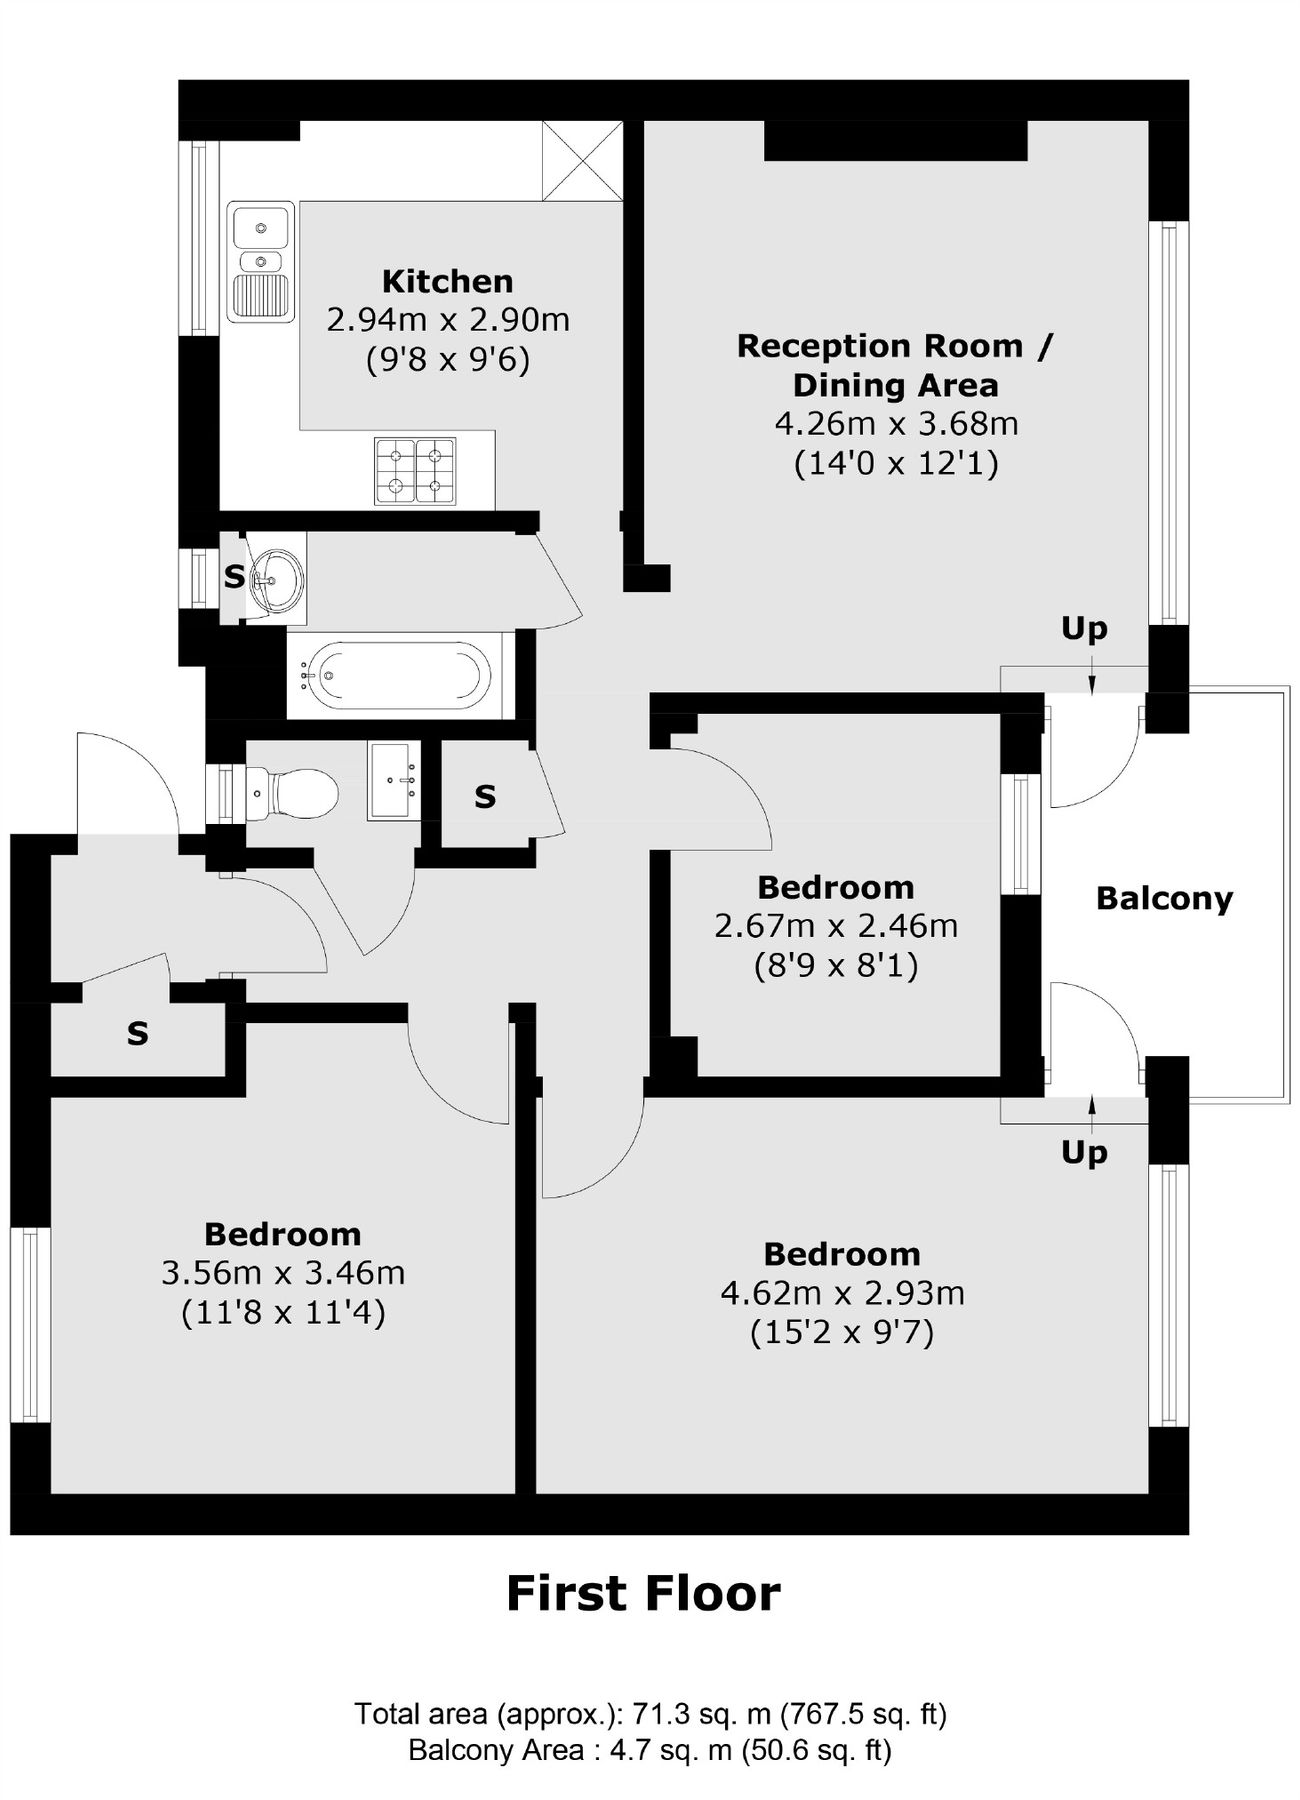 Kitchen
2.94m x 2.90m
(9'8 x 9'6)
Reception Room /
Dining Area
4.26m x 3.68m
(14'0 x 12'1)
S
Up
S
Bedroom
2.67m x 2.46m
(8'9 x 8'1)
Balcony
S
Up
Bedroom
3.56m x 3.46m
(11'8 x 11'4)
Bedroom
4.62m x 2.93m
(15'2 x 9'7)
First Floor
Total area (approx.): 71.3 sq. m (767.5 sq. ft)
Balcony Area : 4.7 sq. m (50.6 sq. ft)